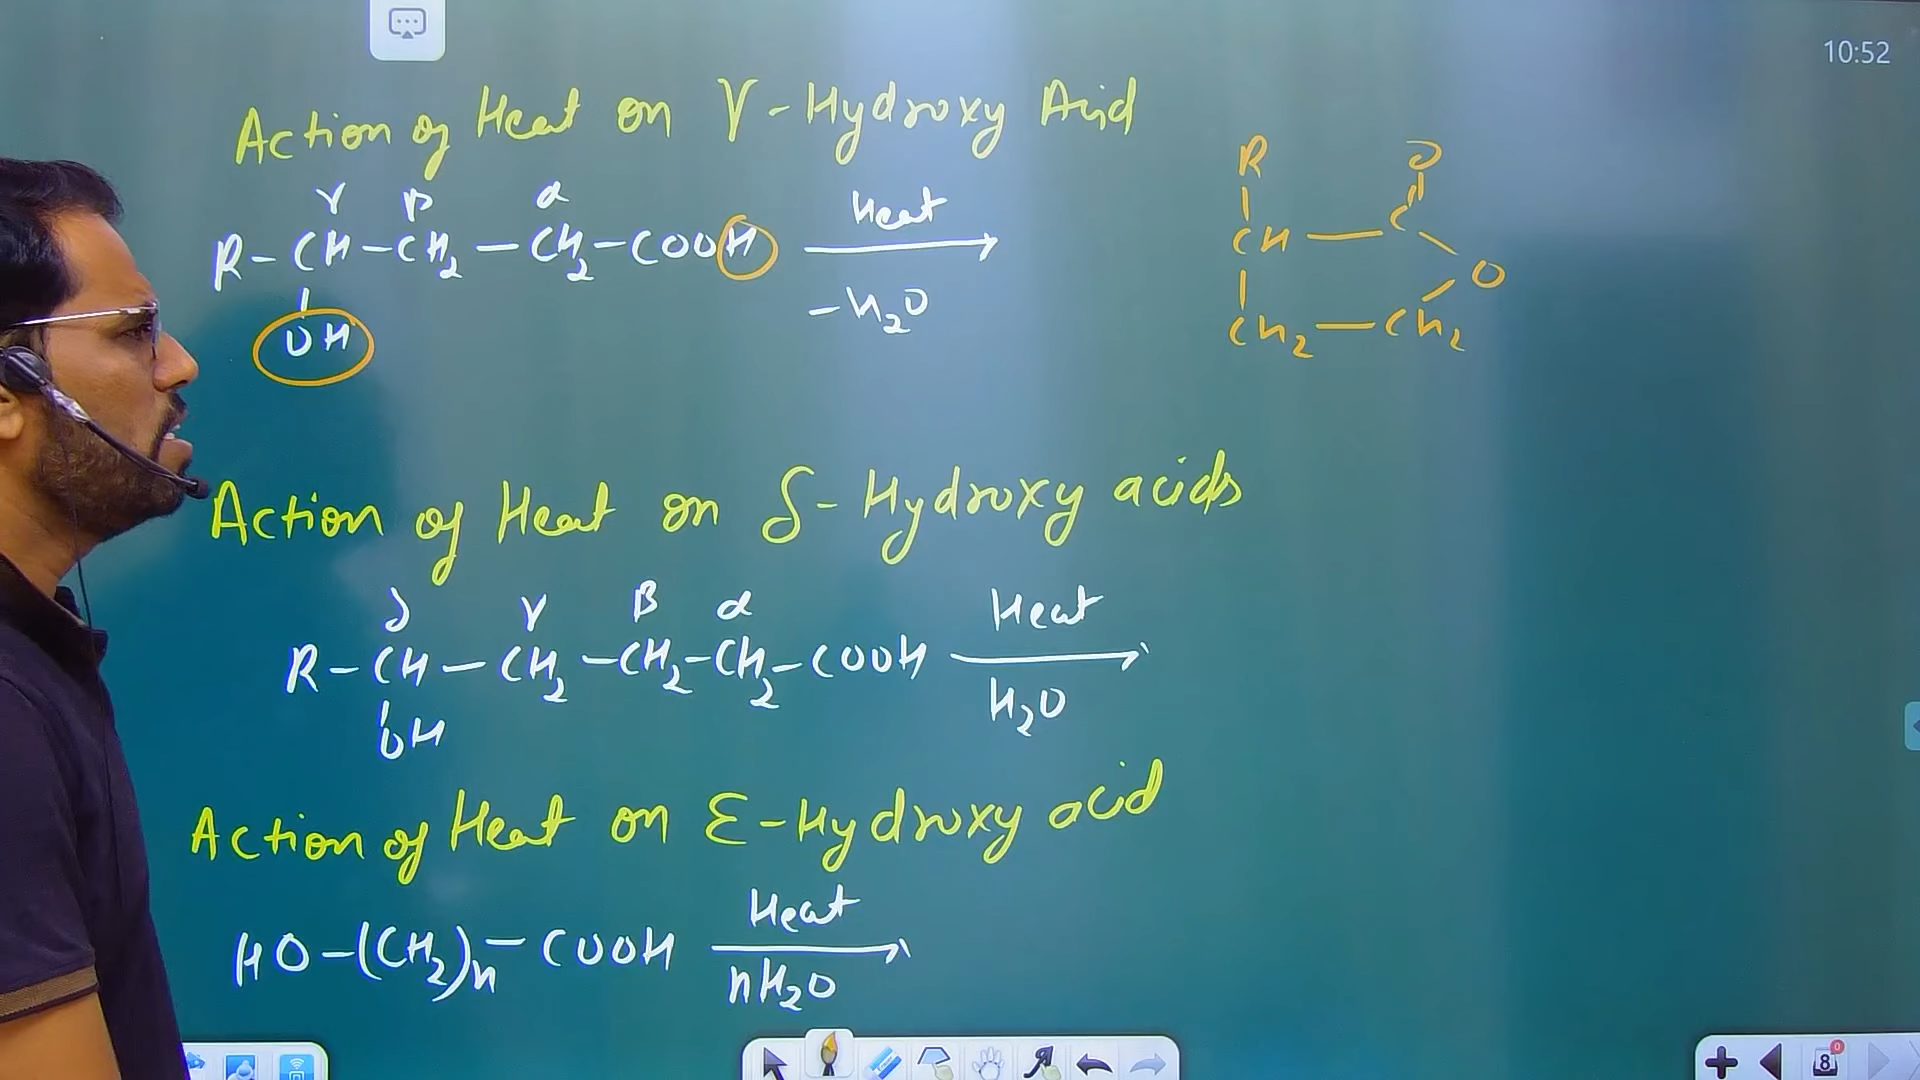 10:52
Action of Heat on γ-Hydroxy Acid
γ β α
R-CH-CH2-CH2-COOH Heat
OH -H2O
R O
CH-C
O
CH2-CH2
Action of Heat on δ-Hydroxy acids
δ γ β α
R-CH-CH2-CH2-CH2-COOH Heat
OH H2O
Action of Heat on ε-Hydroxy acid
HO-(CH2)n-COOH Heat
nH2O
8
0